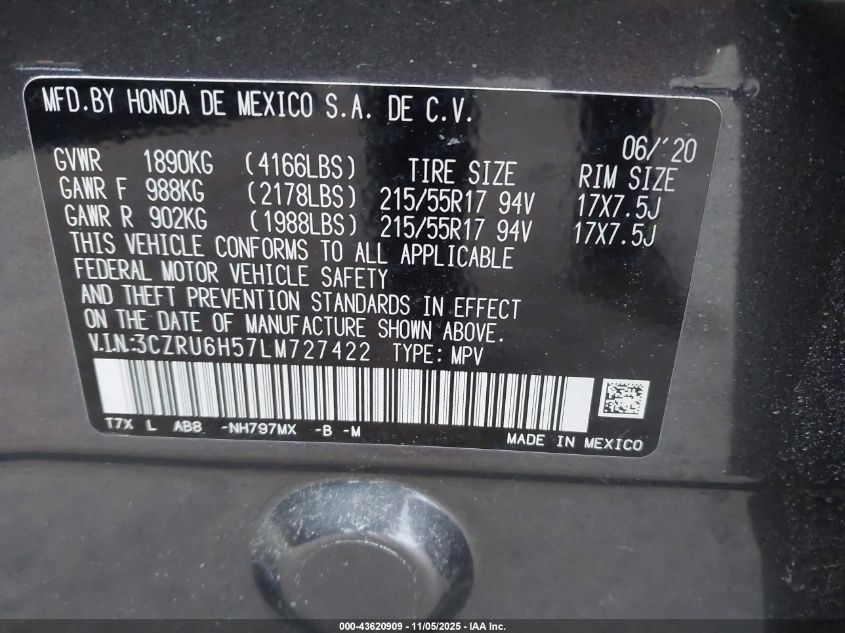 MFD.BY HONDA DE MEXICO S.A. DE C.V.
06/'20
GVWR 1890KG (4166LBS) TIRE SIZE RIM SIZE
GAWR F 988KG (2178LBS) 215/55R17 94V 17X7.5J
GAWR R 902KG (1988LBS) 215/55R17 94V 17X7.5J
THIS VEHICLE CONFORMS TO ALL APPLICABLE
FEDERAL MOTOR VEHICLE SAFETY
AND THEFT PREVENTION STANDARDS IN EFFECT
ON THE DATE OF MANUFACTURE SHOWN ABOVE.
V.I.N.:3CZRU6H57LM727422 TYPE: MPV
T7X L AB8 -NH797MX -B -M
MADE IN MEXICO
000-43620909 - 11/05/2025 - IAA Inc.